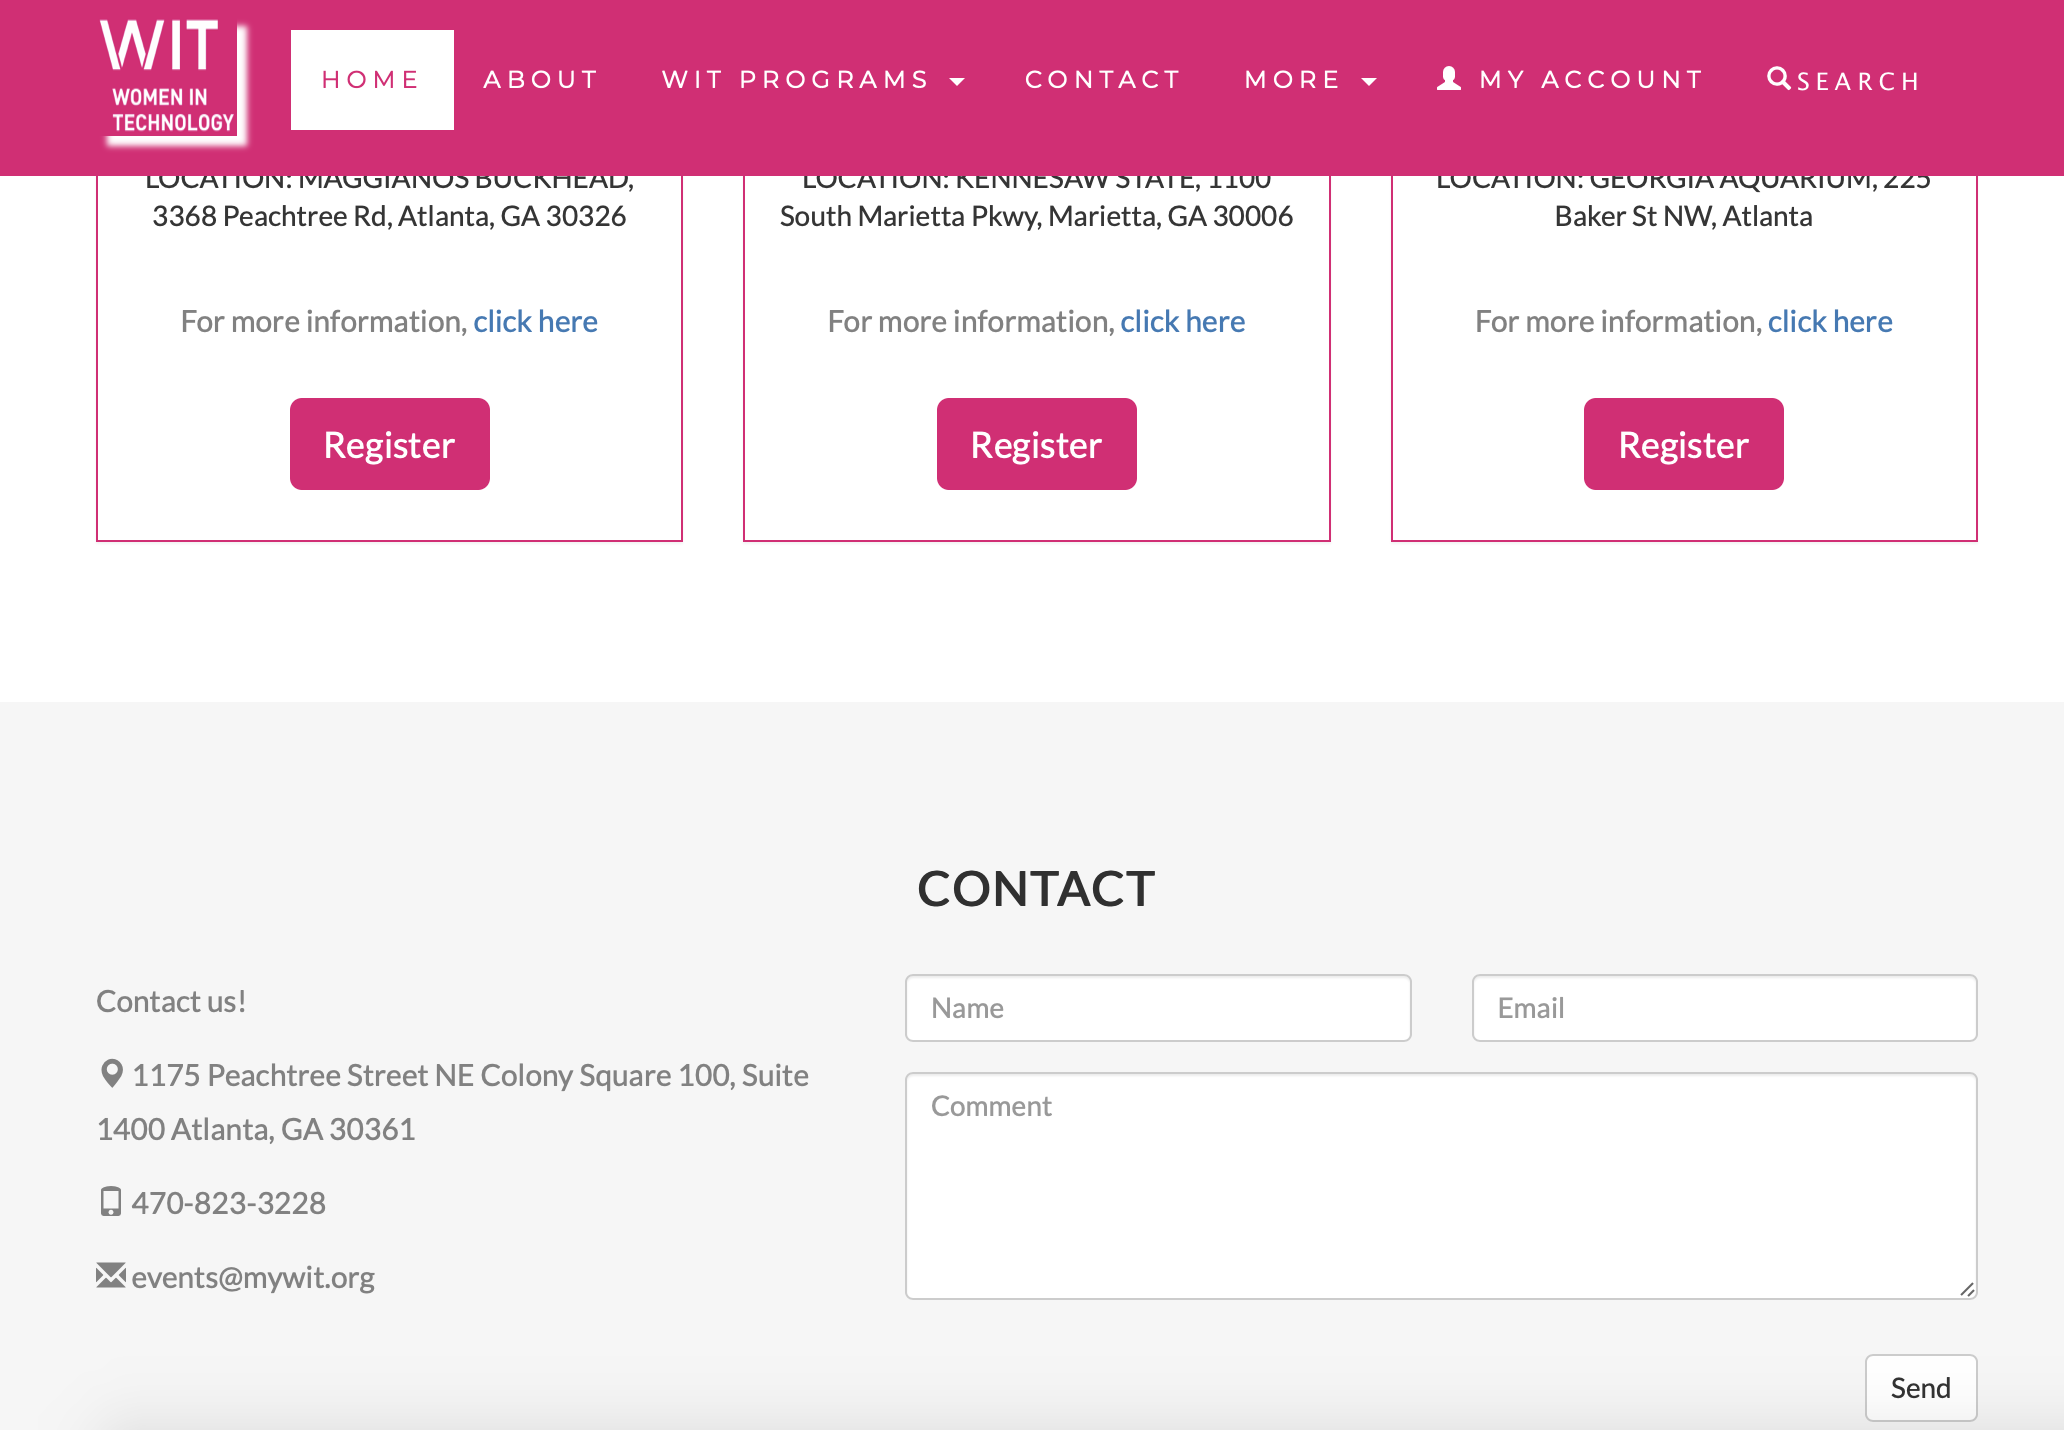 WIT
WOMEN IN
TECHNOLOGY
HOME ABOUT WIT PROGRAMS CONTACT MORE MY ACCOUNT SEARCH
LOCATION: MAGGIANOS BUCKHEAD,
3368 Peachtree Rd, Atlanta, GA 30326
For more information, click here
Register
LOCATION: KENNESAW STATE, 1100
South Marietta Pkwy, Marietta, GA 30006
For more information, click here
Register
LOCATION: GEORGIA AQUARIUM, 225
Baker St NW, Atlanta
For more information, click here
Register
CONTACT
Contact us!
1175 Peachtree Street NE Colony Square 100, Suite
1400 Atlanta, GA 30361
470-823-3228
events@mywit.org
Name
Email
Comment
Send